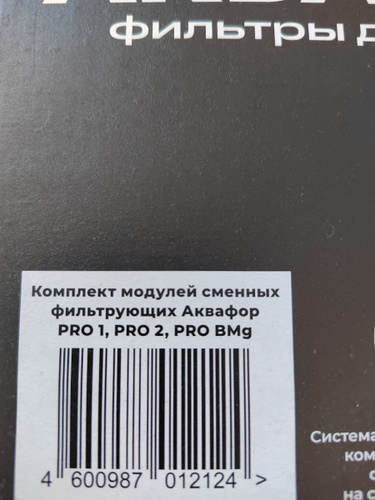 фильтры д
Комплект модулей сменных
фильтрующих Аквафор
PRO 1, PRO 2, PRO BMg
4 600987 012124 >
Система
ком
на с